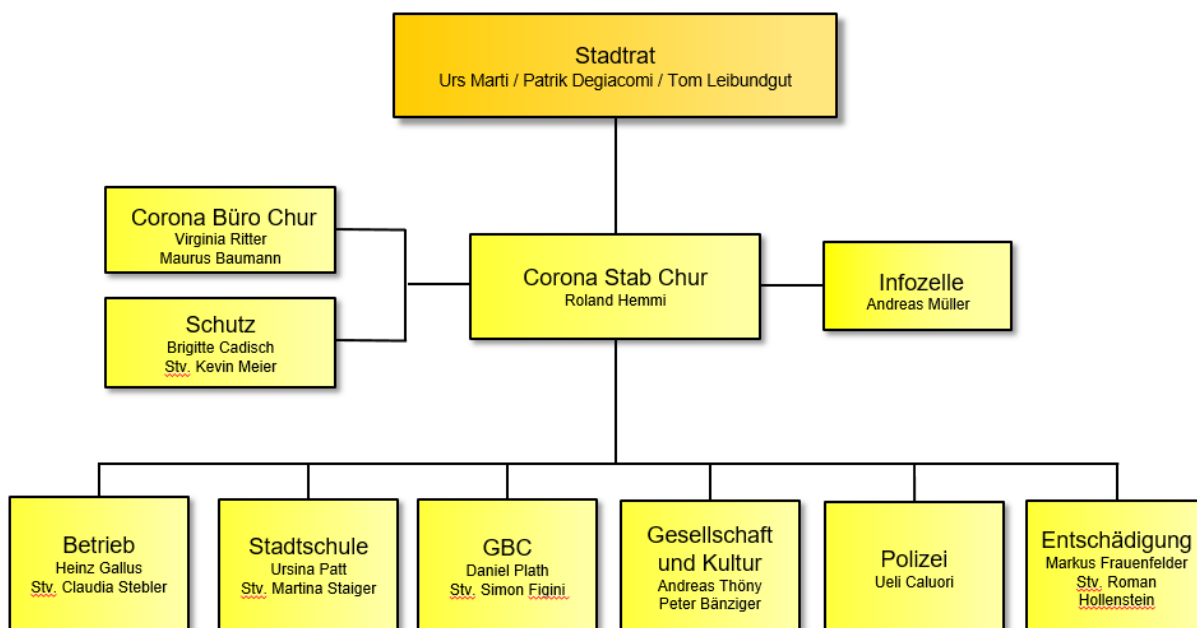 Stadtrat
Urs Marti / Patrik Degiacomi / Tom Leibundgut
Corona Büro Chur
Virginia Ritter
Maurus Baumann
Schutz
Brigitte Cadisch
Stv. Kevin Meier
Corona Stab Chur
Roland Hemmi
Infozelle
Andreas Müller
Betrieb
Heinz Gallus
Stv. Claudia Stebler
Stadtschule
Ursina Patt
Stv. Martina Staiger
GBC
Daniel Plath
Stv. Simon Figini
Gesellschaft
und Kultur
Andreas Thöny
Peter Bänziger
Polizei
Ueli Caluori
Entschädigung
Markus Frauenfelder
Stv. Roman
Hollenstein